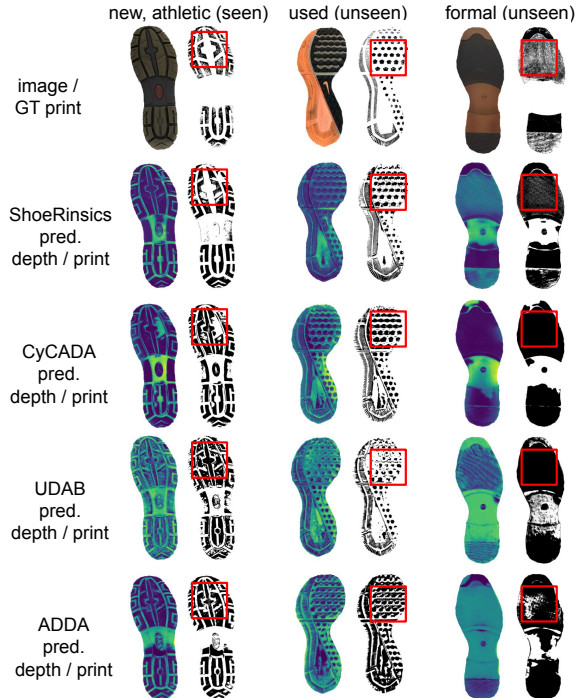 new, athletic (seen) used (unseen) formal (unseen)
image /
GT print
ShoeRinsics
pred.
depth / print
CyCADA
pred.
depth / print
UDAB
pred.
depth / print
ADDA
pred.
depth / print